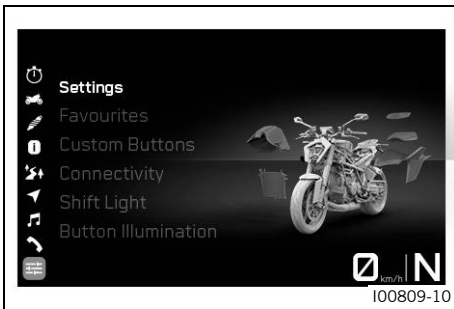 Settings
Favourites
Custom Buttons
Connectivity
Shift Light
Button Illumination
0 km/h N
I00809-10